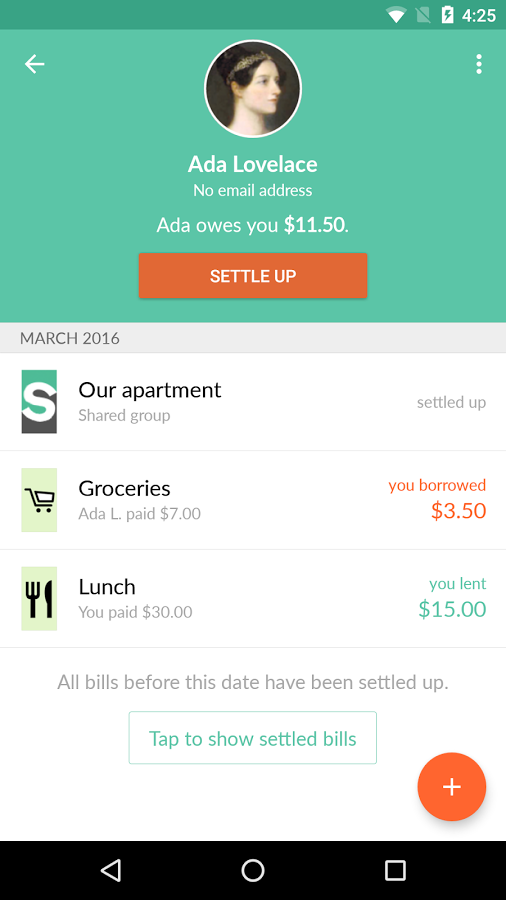 4:25
Ada Lovelace
No email address
Ada owes you $11.50.
SETTLE UP
MARCH 2016
S
Our apartment
Shared group
settled up
Groceries
Ada L. paid $7.00
you borrowed
$3.50
Lunch
You paid $30.00
you lent
$15.00
All bills before this date have been settled up.
Tap to show settled bills
+